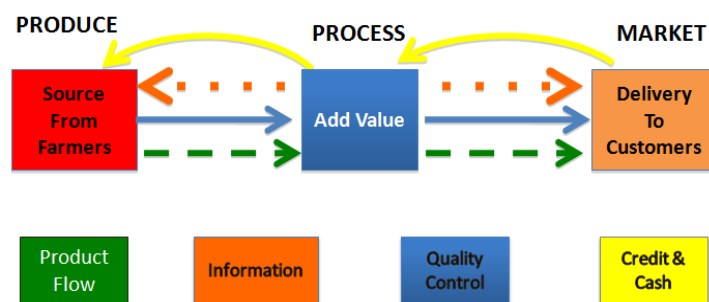 PRODUCE
PROCESS
MARKET
Source
From
Farmers
Add Value
Delivery
To
Customers
Product
Flow
Information
Quality
Control
Credit &
Cash